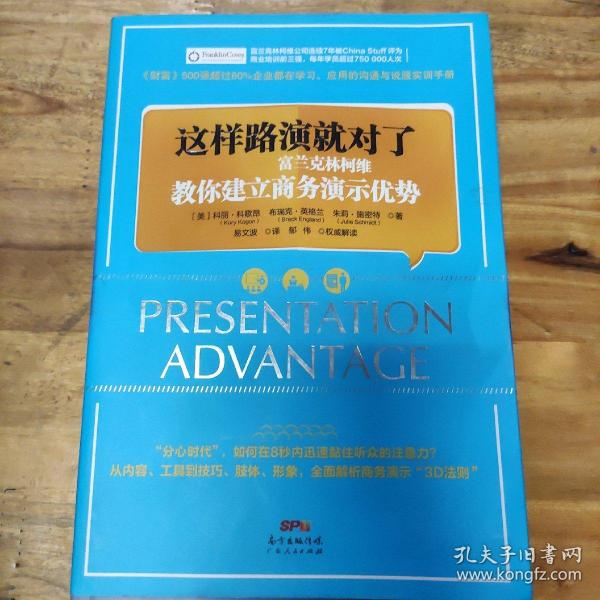 FranklinCovey
富兰克林柯维公司连续7年被China Stuff 评为
商业培训前三强，每年学员超过750 000人次
《财富》500强超过80%企业都在学习、应用的沟通与说服实训手册
这样路演就对了
富兰克林柯维
教你建立商务演示优势
[美] 科丽·科歌昂 布瑞克·英格兰 朱莉·施密特 ◎著
(Kory Kogon) (Breck England) (Julie Schmidt)
易文波 ◎译 郁伟 ◎权威解读
PRESENTATION
ADVANTAGE
“分心时代”，如何在8秒内迅速黏住听众的注意力？
从内容、工具到技巧、肢体、形象，全面解析商务演示“3D法则”
SPM
南方出版传媒
广东人民出版社
孔夫子旧书网
www.kongfz.com